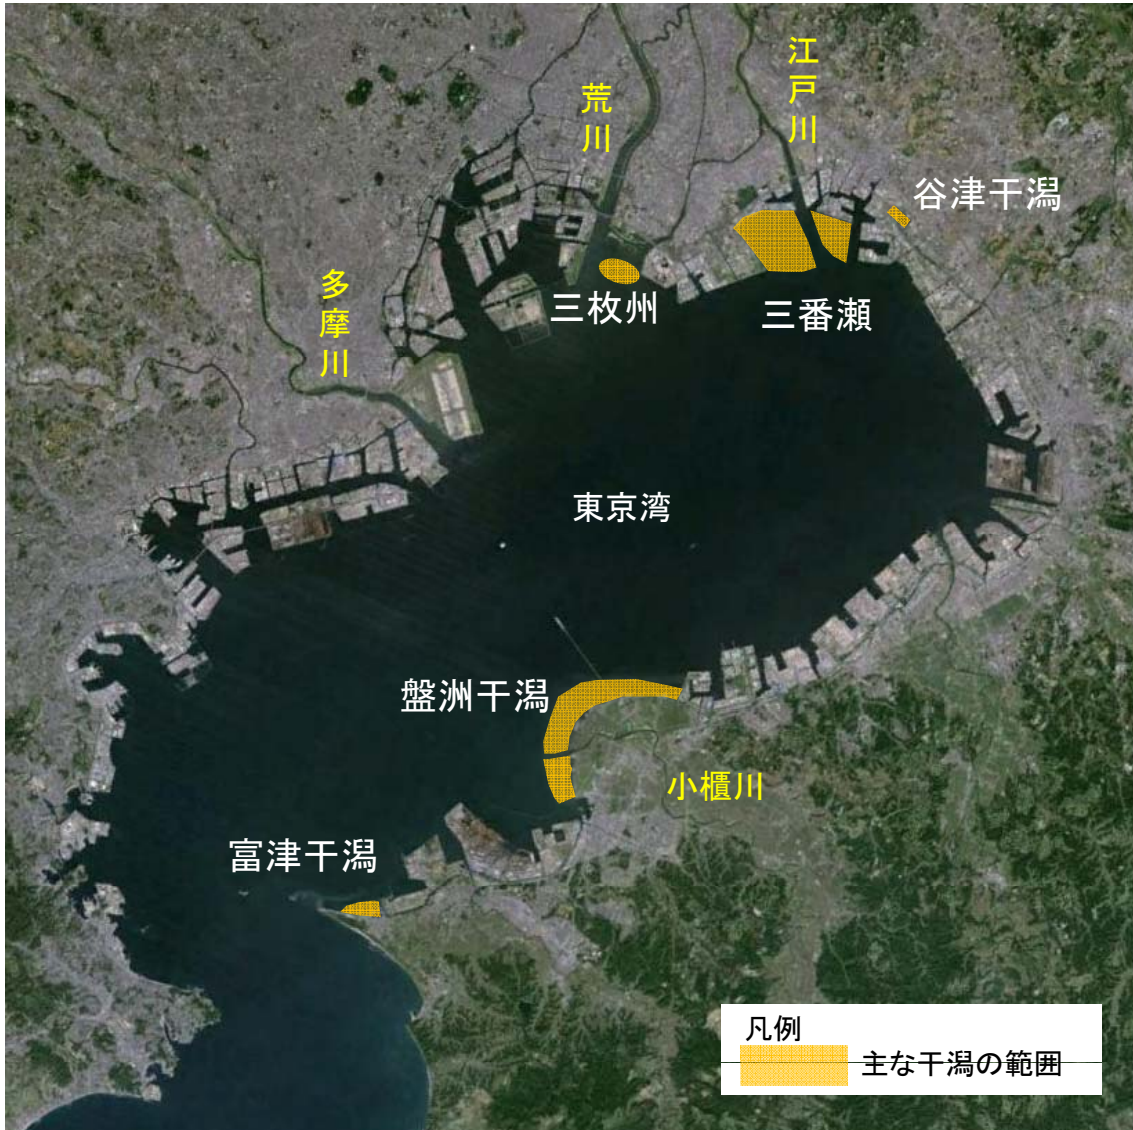 江戸川
荒川
谷津干潟
多摩川
三枚州
三番瀬
東京湾
盤洲干潟
小櫃川
富津干潟
凡例
主な干潟の範囲